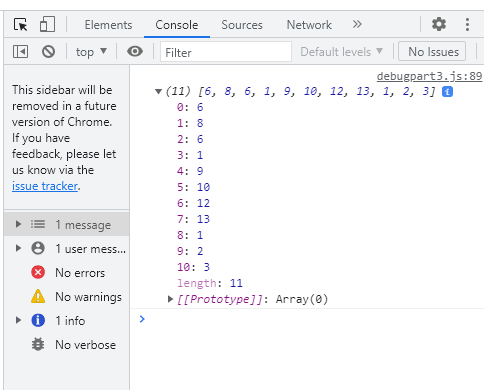 Elements Console Sources Network »
top ▼ Filter Default levels ▼ No Issues
This sidebar will be
removed in a future
version of Chrome.
If you have
feedback, please let
us know via the
issue tracker.
1 message
1 user mess...
No errors
No warnings
1 info
No verbose
debugpart3.js:89
(11) [6, 8, 6, 1, 9, 10, 12, 13, 1, 2, 3] i
0: 6
1: 8
2: 6
3: 1
4: 9
5: 10
6: 12
7: 13
8: 1
9: 2
10: 3
length: 11
[[Prototype]]: Array(0)